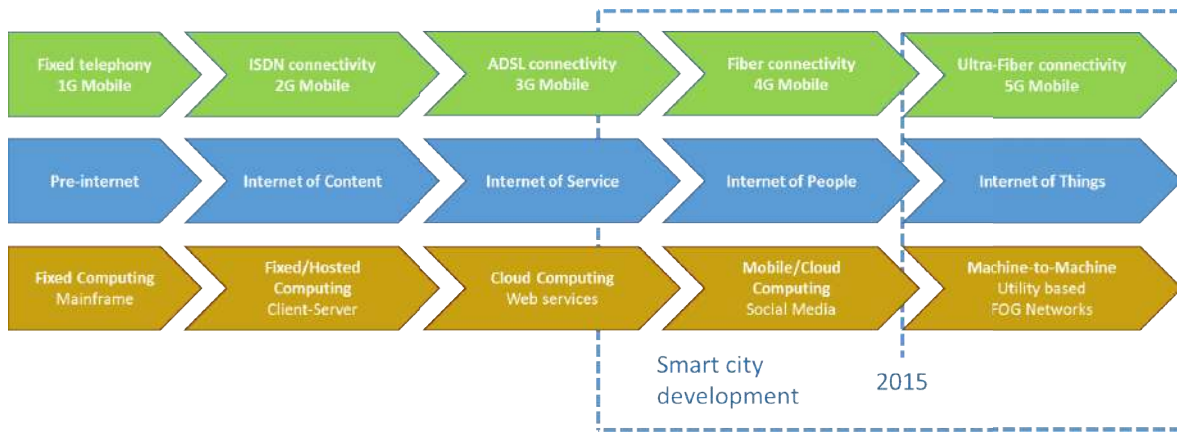 Fixed telephony
1G Mobile
ISDN connectivity
2G Mobile
ADSL connectivity
3G Mobile
Fiber connectivity
4G Mobile
Ultra-Fiber connectivity
5G Mobile
Pre-internet
Internet of Content
Internet of Service
Internet of People
Internet of Things
Fixed Computing
Mainframe
Fixed/Hosted
Computing
Client-Server
Cloud Computing
Web services
Mobile/Cloud
Computing
Social Media
Machine-to-Machine
Utility based
FOG Networks
Smart city
development
2015